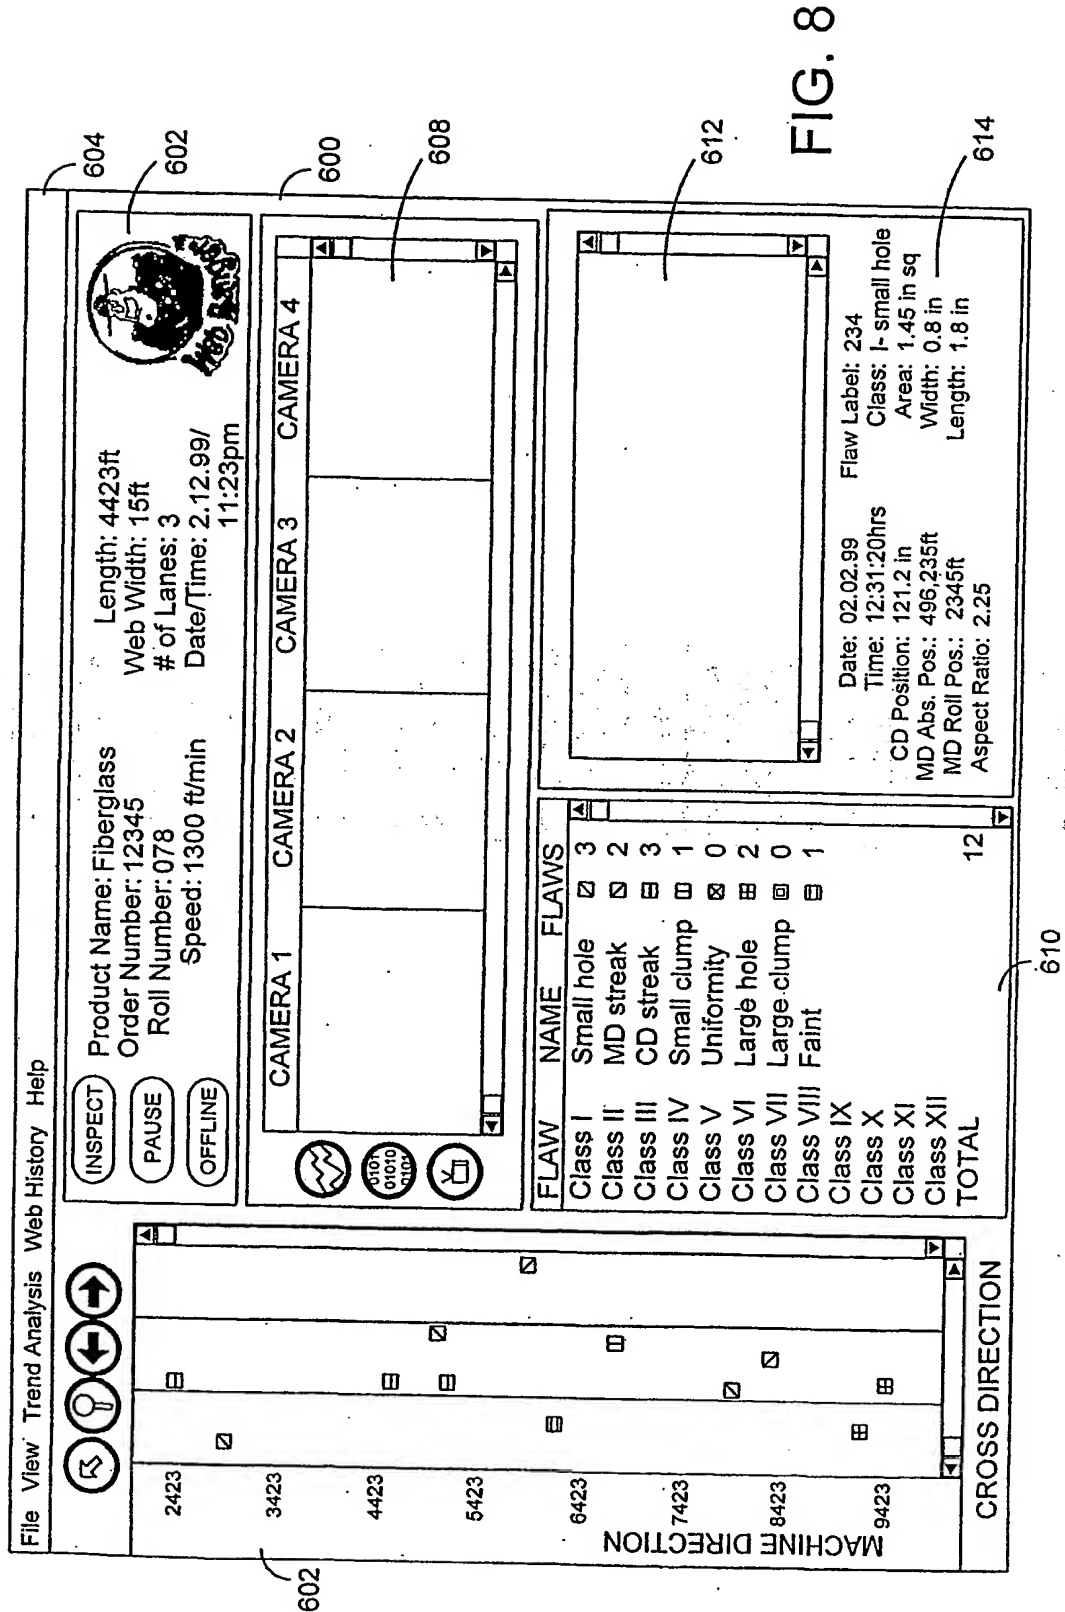 File View Trend Analysis Web History Help
604
602
INSPECT
PAUSE
OFFLINE
Product Name: Fiberglass
Order Number: 12345
Roll Number: 078
Speed: 1300 ft/min
Length: 4423ft
Web Width: 15ft
# of Lanes: 3
Date/Time: 2.12.99/
11:23pm
600
CAMERA 1 CAMERA 2 CAMERA 3 CAMERA 4
608
0101
01010
0101
2423
3423
4423
5423
6423
7423
8423
9423
MACHINE DIRECTION
CROSS DIRECTION
602
FLAW NAME FLAWS
Class I Small hole 3
Class II MD streak 2
Class III CD streak 3
Class IV Small clump 1
Class V Uniformity 0
Class VI Large hole 2
Class VII Large clump 0
Class VIII Faint 1
Class IX
Class X
Class XI
Class XII
TOTAL 12
610
612
Date: 02.02.99
Time: 12:31:20hrs
CD Position: 121.2 in
MD Abs. Pos.: 496,235ft
MD Roll Pos.: 2345ft
Aspect Ratio: 2.25
Flaw Label: 234
Class: I- small hole
Area: 1.45 in sq
Width: 0.8 in
Length: 1.8 in
614
FIG. 8